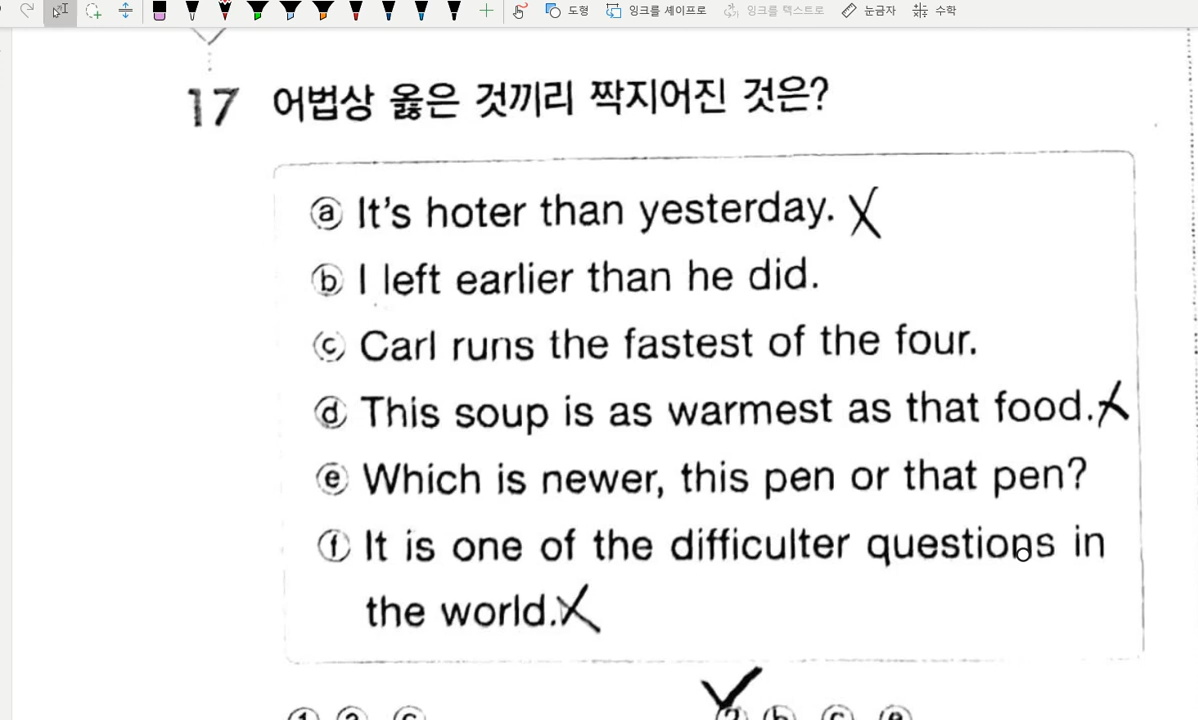 도형 잉크를 셰이프로 잉크를 텍스트로 눈금자 수학
17 어법상 옳은 것끼리 짝지어진 것은?
ⓐ It's hoter than yesterday. X
ⓑ I left earlier than he did.
ⓒ Carl runs the fastest of the four.
ⓓ This soup is as warmest as that food. X
ⓔ Which is newer, this pen or that pen?
ⓕ It is one of the difficulter questions in
the world. X